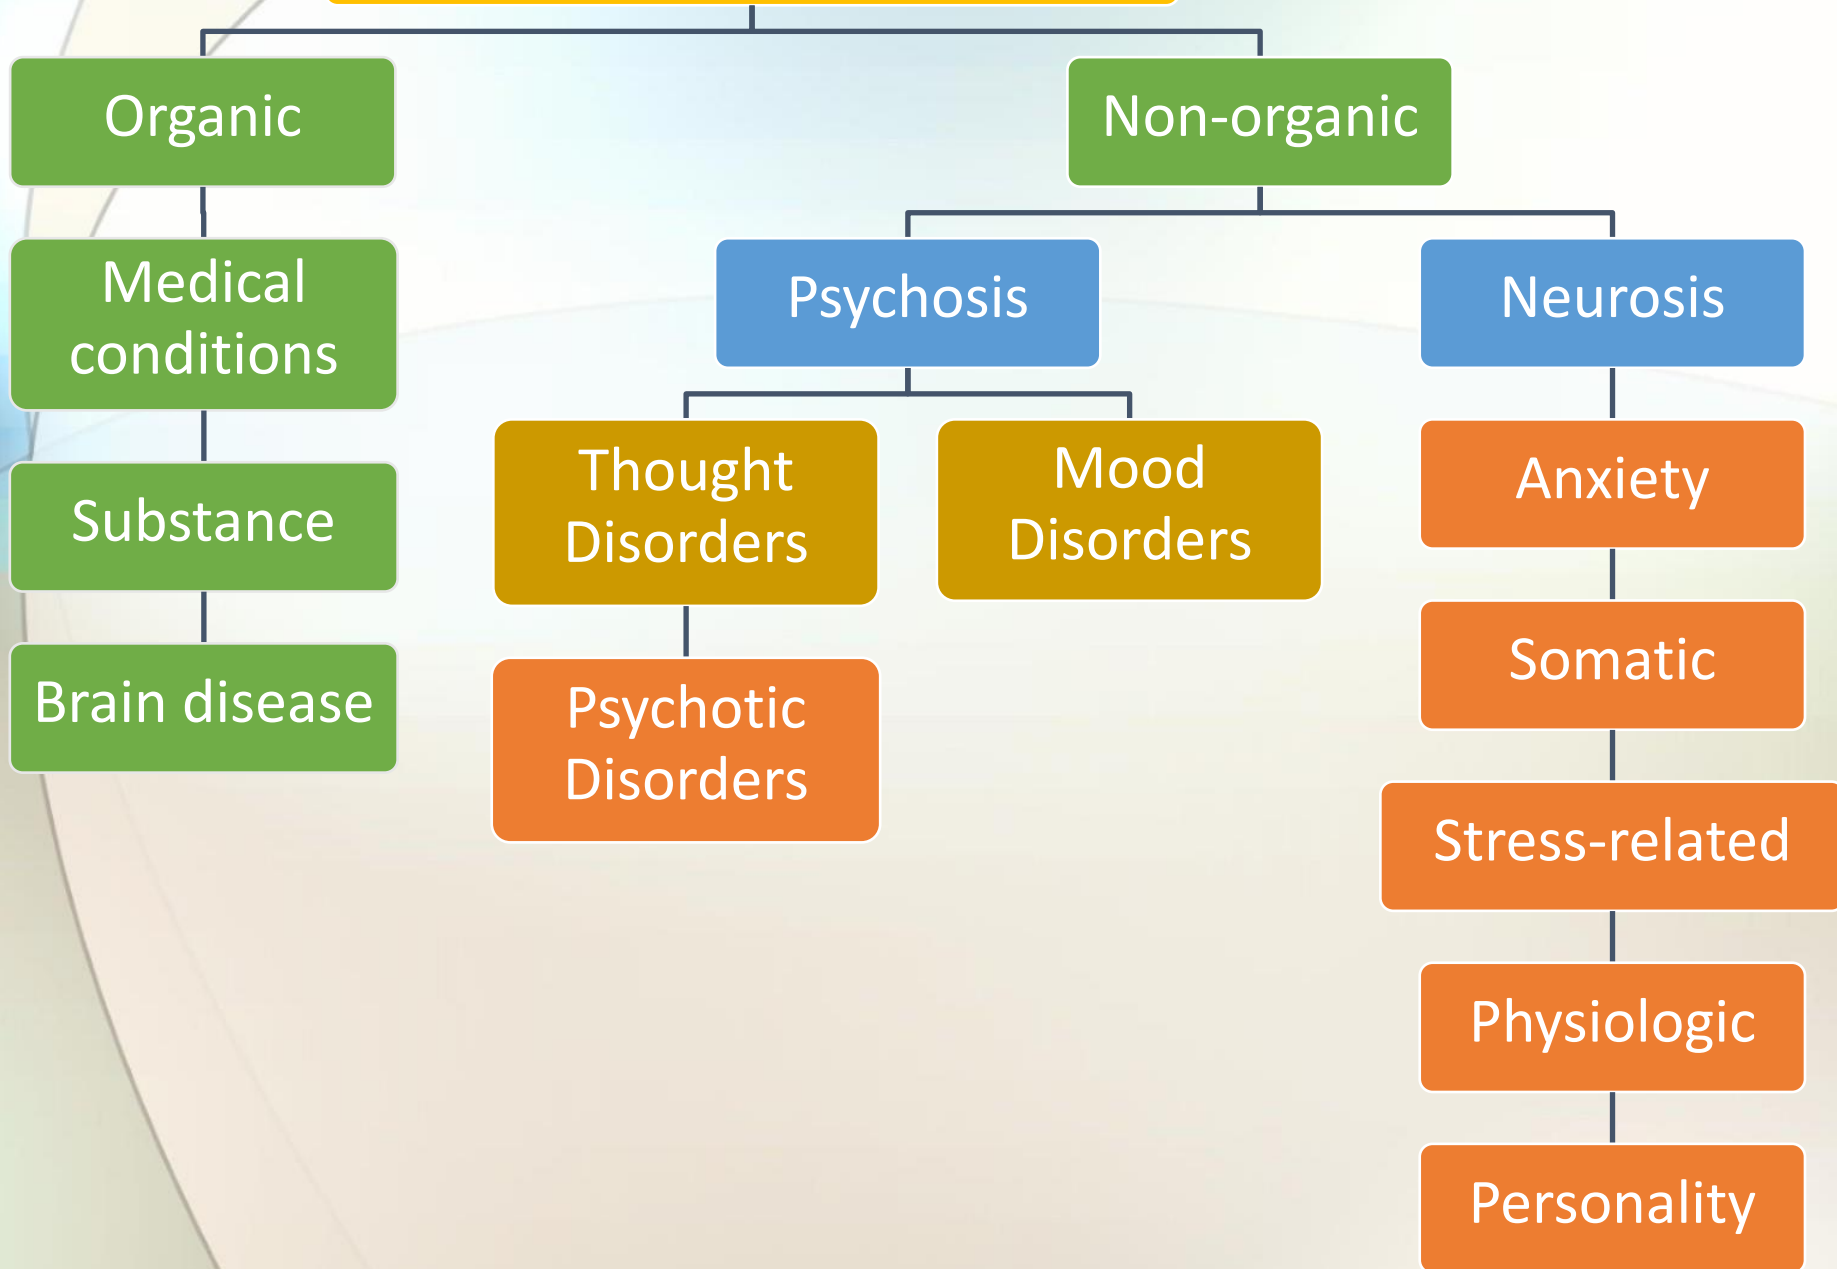 Organic
Non-organic
Medical
conditions
Psychosis
Neurosis
Substance
Thought
Disorders
Mood
Disorders
Anxiety
Brain disease
Psychotic
Disorders
Somatic
Stress-related
Physiologic
Personality